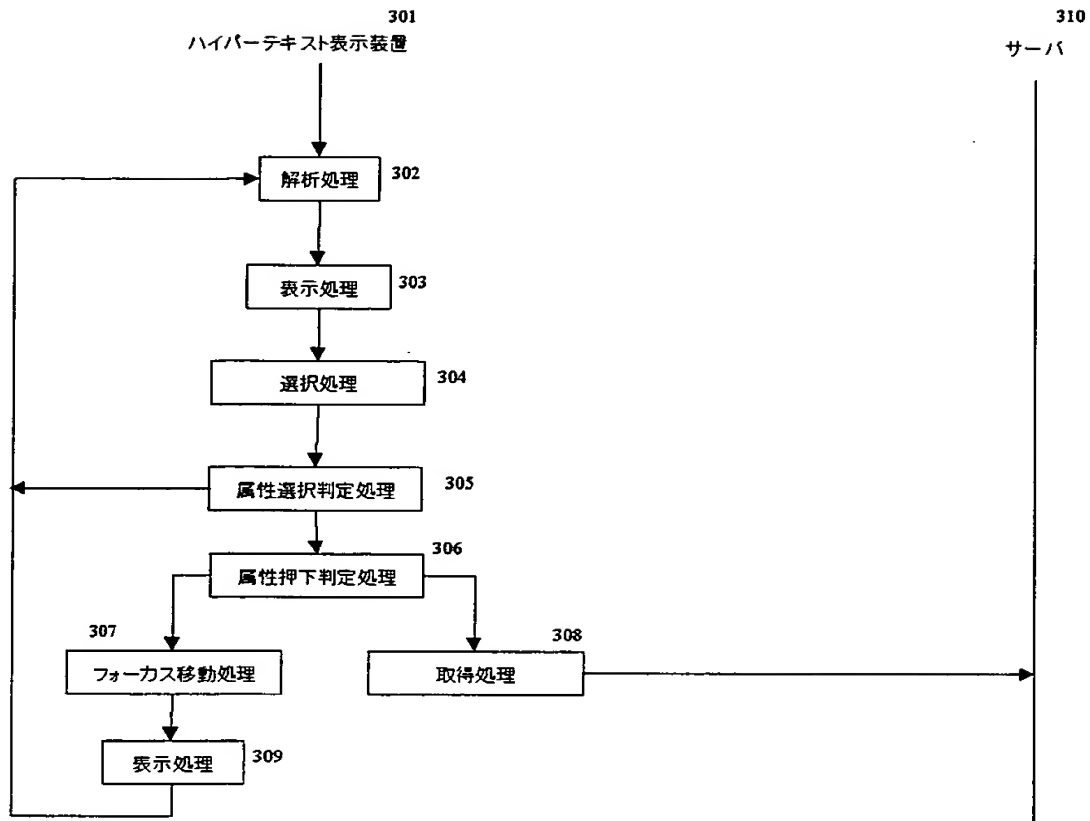 301
ハイパーテキスト表示装置
310
サーバ
302
解析処理
303
表示処理
304
選択処理
305
属性選択判定処理
306
属性押下判定処理
307
フォーカス移動処理
308
取得処理
309
表示処理